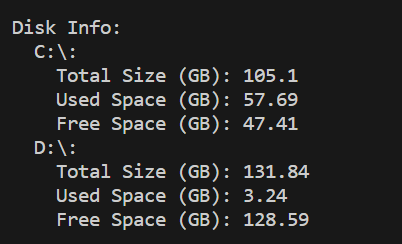 Disk Info:
  C:\:
    Total Size (GB): 105.1
    Used Space (GB): 57.69
    Free Space (GB): 47.41
  D:\:
    Total Size (GB): 131.84
    Used Space (GB): 3.24
    Free Space (GB): 128.59